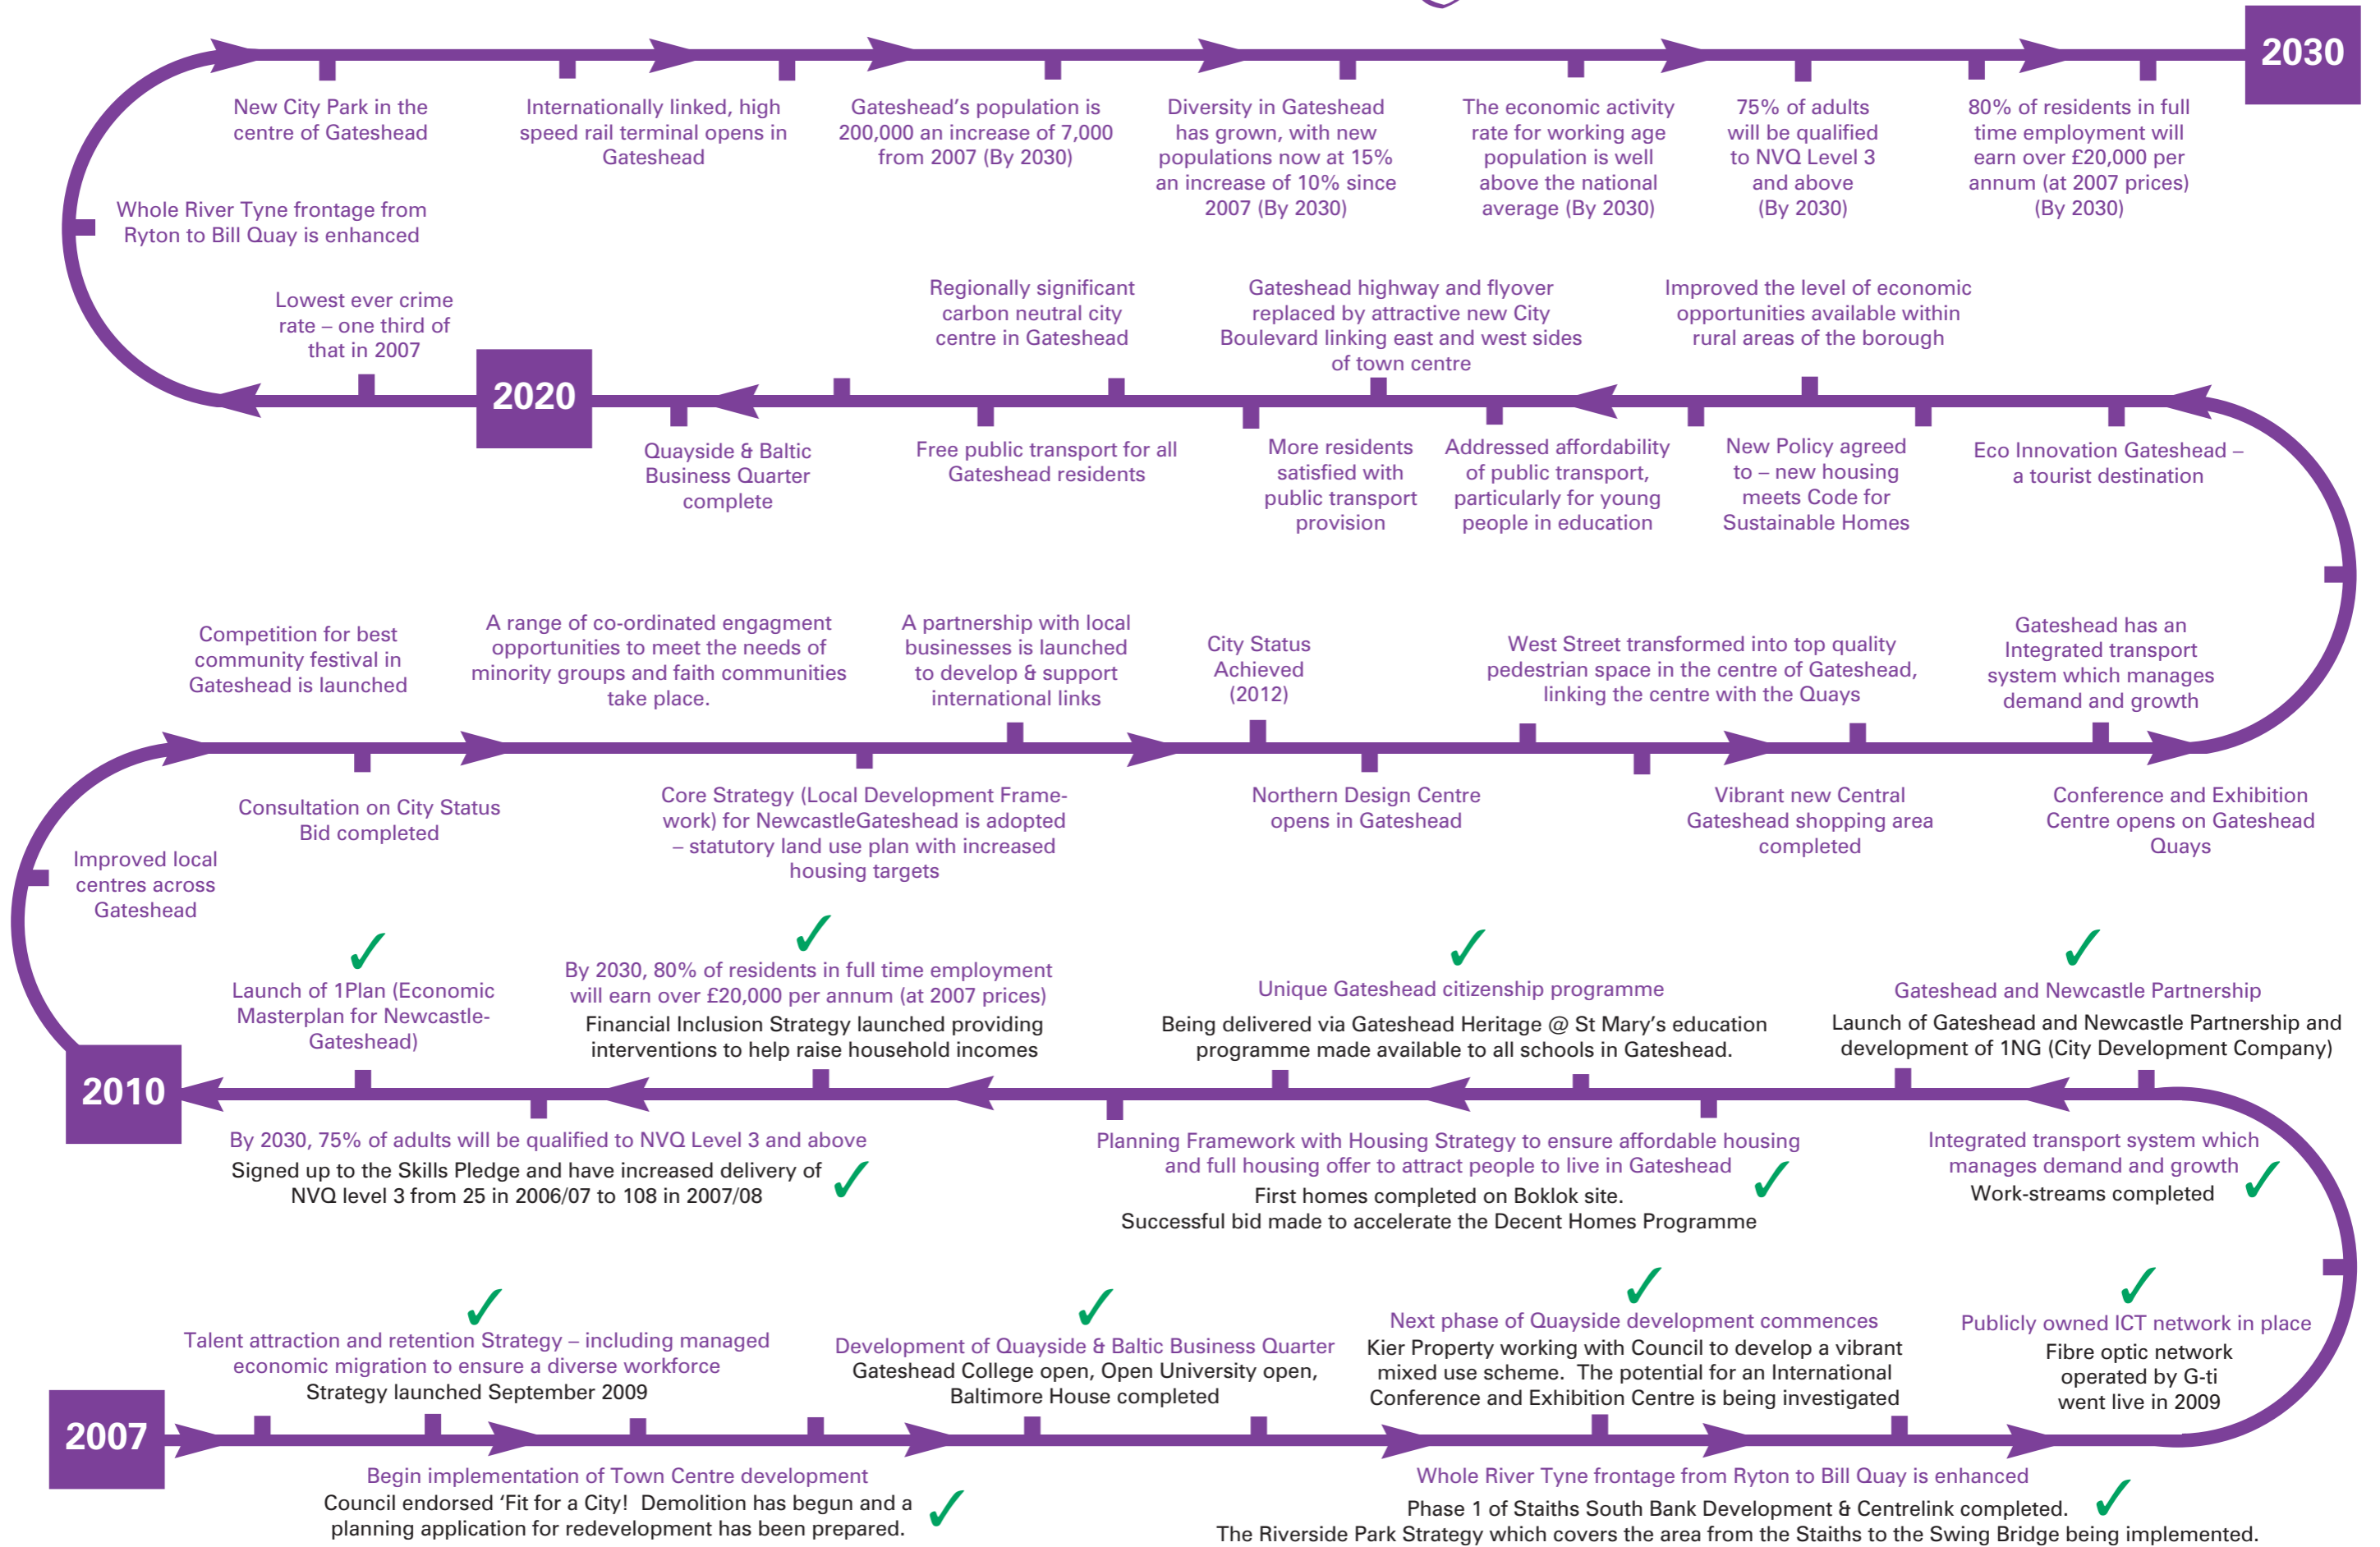 2030
New City Park in the
centre of Gateshead
Internationally linked, high
speed rail terminal opens in
Gateshead
Gateshead's population is
200,000 an increase of 7,000
from 2007 (By 2030)
Diversity in Gateshead
has grown, with new
populations now at 15%
an increase of 10% since
2007 (By 2030)
The economic activity
rate for working age
population is well
above the national
average (By 2030)
75% of adults
will be qualified
to NVQ Level 3
and above
(By 2030)
80% of residents in full
time employment will
earn over £20,000 per
annum (at 2007 prices)
(By 2030)
Whole River Tyne frontage from
Ryton to Bill Quay is enhanced
Lowest ever crime
rate – one third of
that in 2007
Regionally significant
carbon neutral city
centre in Gateshead
Gateshead highway and flyover
replaced by attractive new City
Boulevard linking east and west sides
of town centre
Improved the level of economic
opportunities available within
rural areas of the borough
2020
Quayside & Baltic
Business Quarter
complete
Free public transport for all
Gateshead residents
More residents
satisfied with
public transport
provision
Addressed affordability
of public transport,
particularly for young
people in education
New Policy agreed
to – new housing
meets Code for
Sustainable Homes
Eco Innovation Gateshead –
a tourist destination
Competition for best
community festival in
Gateshead is launched
A range of co-ordinated engagment
opportunities to meet the needs of
minority groups and faith communities
take place.
A partnership with local
businesses is launched
to develop & support
international links
City Status
Achieved
(2012)
West Street transformed into top quality
pedestrian space in the centre of Gateshead,
linking the centre with the Quays
Gateshead has an
Integrated transport
system which manages
demand and growth
Consultation on City Status
Bid completed
Core Strategy (Local Development Frame-
work) for NewcastleGateshead is adopted
– statutory land use plan with increased
housing targets
Northern Design Centre
opens in Gateshead
Vibrant new Central
Gateshead shopping area
completed
Conference and Exhibition
Centre opens on Gateshead
Quays
Improved local
centres across
Gateshead
Launch of 1Plan (Economic
Masterplan for Newcastle-
Gateshead)
By 2030, 80% of residents in full time employment
will earn over £20,000 per annum (at 2007 prices)
Financial Inclusion Strategy launched providing
interventions to help raise household incomes
Unique Gateshead citizenship programme
Being delivered via Gateshead Heritage @ St Mary's education
programme made available to all schools in Gateshead.
Gateshead and Newcastle Partnership
Launch of Gateshead and Newcastle Partnership and
development of 1NG (City Development Company)
2010
By 2030, 75% of adults will be qualified to NVQ Level 3 and above
Signed up to the Skills Pledge and have increased delivery of
NVQ level 3 from 25 in 2006/07 to 108 in 2007/08
Planning Framework with Housing Strategy to ensure affordable housing
and full housing offer to attract people to live in Gateshead
First homes completed on Boklok site.
Successful bid made to accelerate the Decent Homes Programme
Integrated transport system which
manages demand and growth
Work-streams completed
Talent attraction and retention Strategy – including managed
economic migration to ensure a diverse workforce
Strategy launched September 2009
Development of Quayside & Baltic Business Quarter
Gateshead College open, Open University open,
Baltimore House completed
Next phase of Quayside development commences
Kier Property working with Council to develop a vibrant
mixed use scheme. The potential for an International
Conference and Exhibition Centre is being investigated
Publicly owned ICT network in place
Fibre optic network
operated by G-ti
went live in 2009
2007
Begin implementation of Town Centre development
Council endorsed 'Fit for a City! Demolition has begun and a
planning application for redevelopment has been prepared.
Whole River Tyne frontage from Ryton to Bill Quay is enhanced
Phase 1 of Staiths South Bank Development & Centrelink completed.
The Riverside Park Strategy which covers the area from the Staiths to the Swing Bridge being implemented.